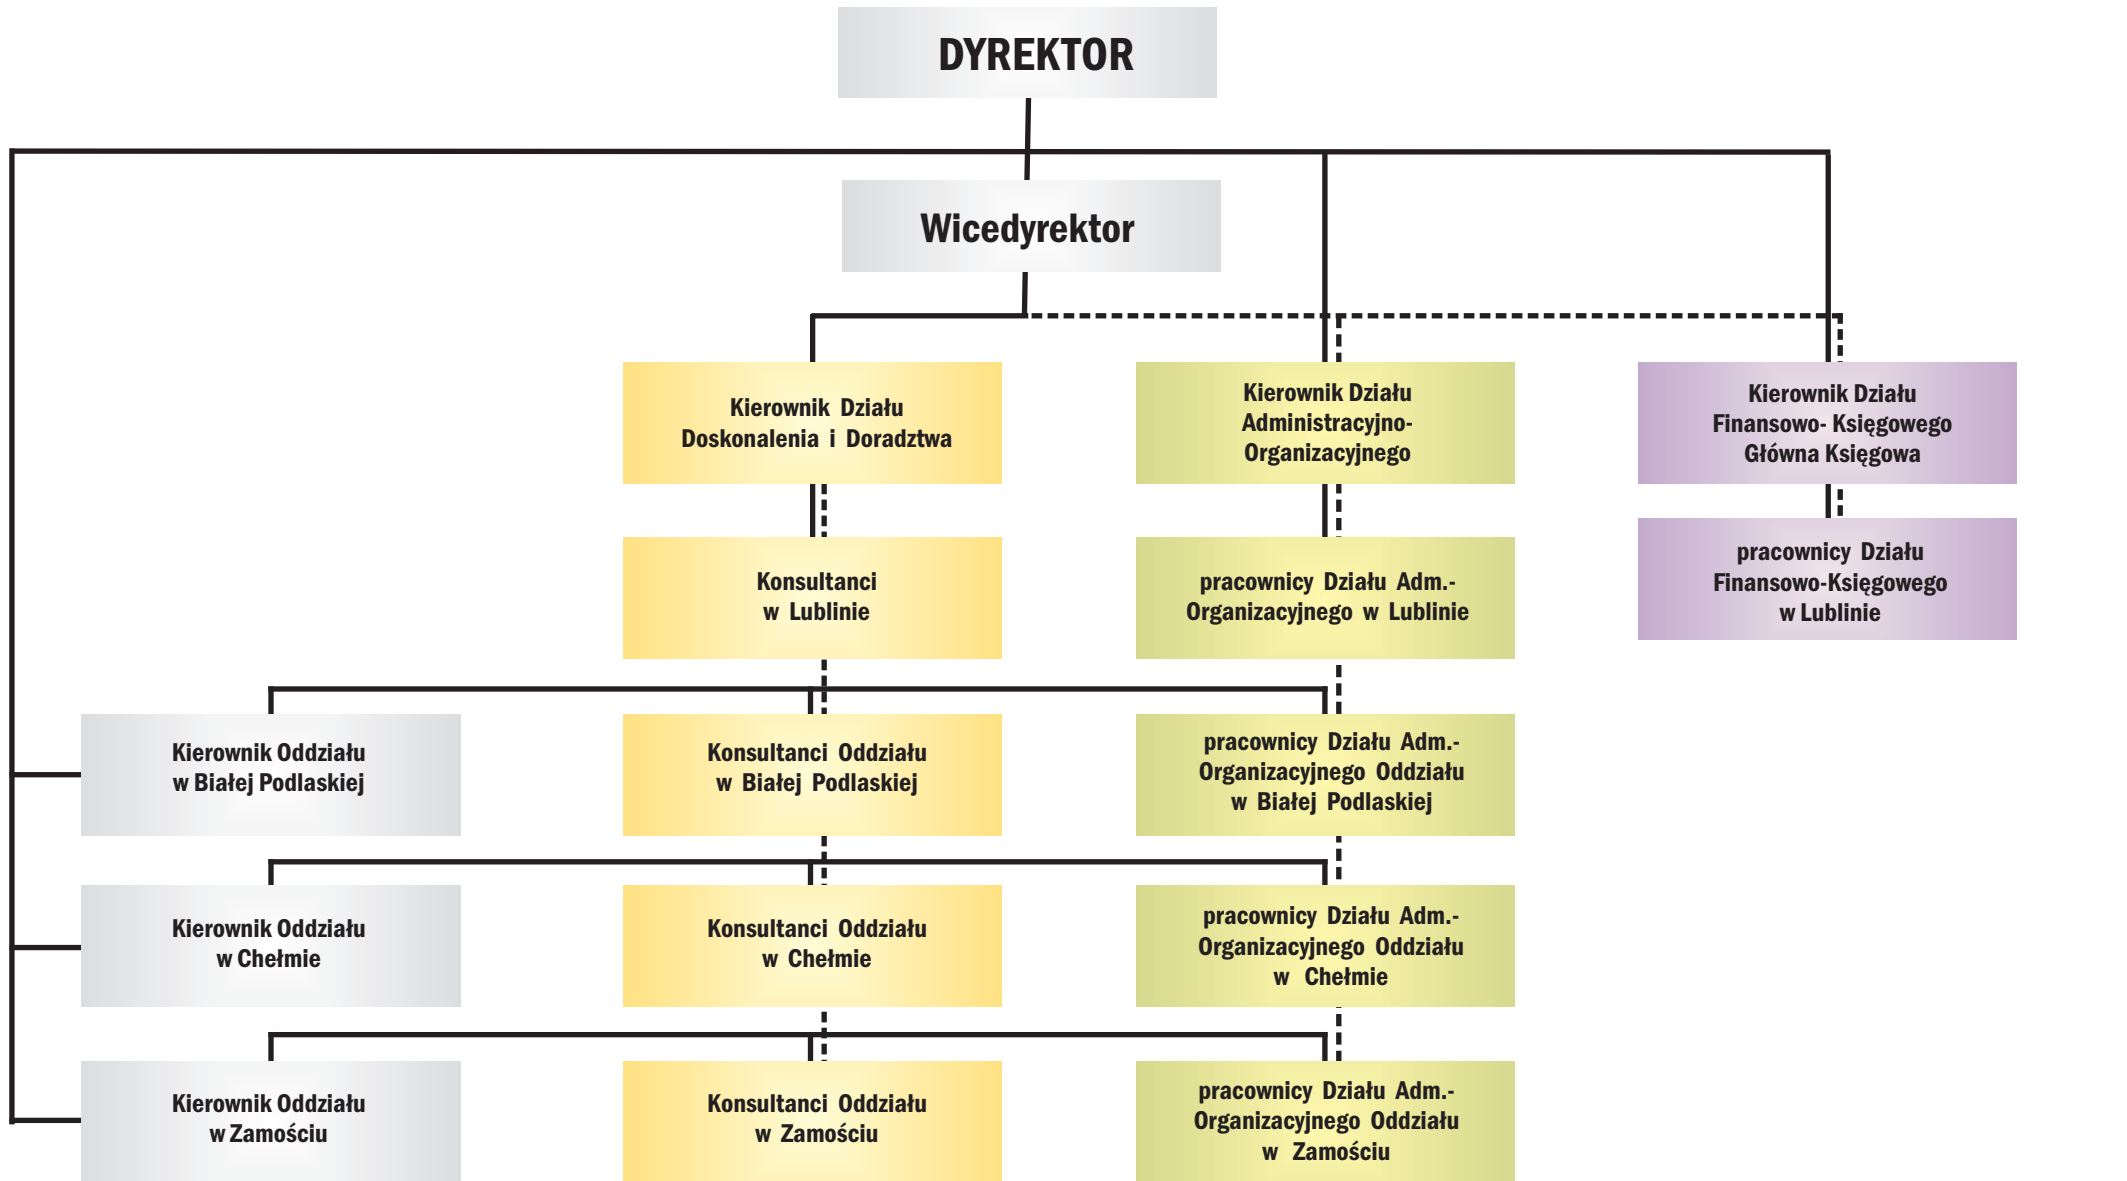 DYREKTOR
Wicedyrektor
Kierownik Działu
Doskonalenia i Doradztwa
Kierownik Działu
Administracyjno-
Organizacyjnego
Kierownik Działu
Finansowo- Księgowego
Główna Księgowa
Konsultanci
w Lublinie
pracownicy Działu Adm.-
Organizacyjnego w Lublinie
pracownicy Działu
Finansowo-Księgowego
w Lublinie
Kierownik Oddziału
w Białej Podlaskiej
Konsultanci Oddziału
w Białej Podlaskiej
pracownicy Działu Adm.-
Organizacyjnego Oddziału
w Białej Podlaskiej
Kierownik Oddziału
w Chełmie
Konsultanci Oddziału
w Chełmie
pracownicy Działu Adm.-
Organizacyjnego Oddziału
w Chełmie
Kierownik Oddziału
w Zamościu
Konsultanci Oddziału
w Zamościu
pracownicy Działu Adm.-
Organizacyjnego Oddziału
w Zamościu